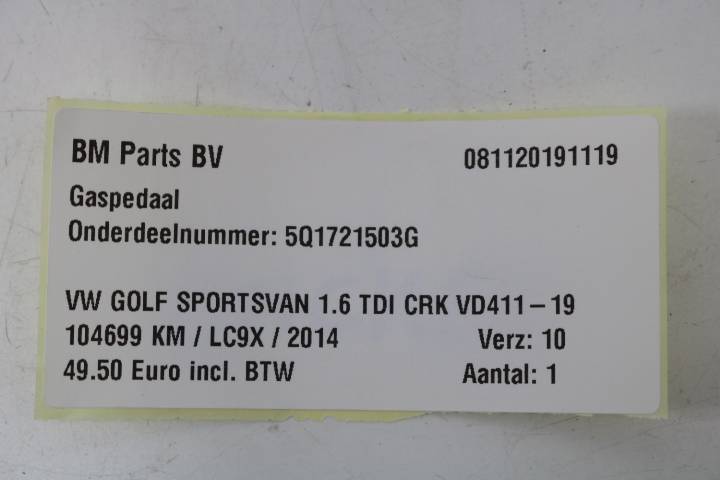 BM Parts BV 081120191119
Gaspedaal
Onderdeelnummer: 5Q1721503G
VW GOLF SPORTSVAN 1.6 TDI CRK VD411-19
104699 KM / LC9X / 2014 Verz: 10
49.50 Euro incl. BTW Aantal: 1